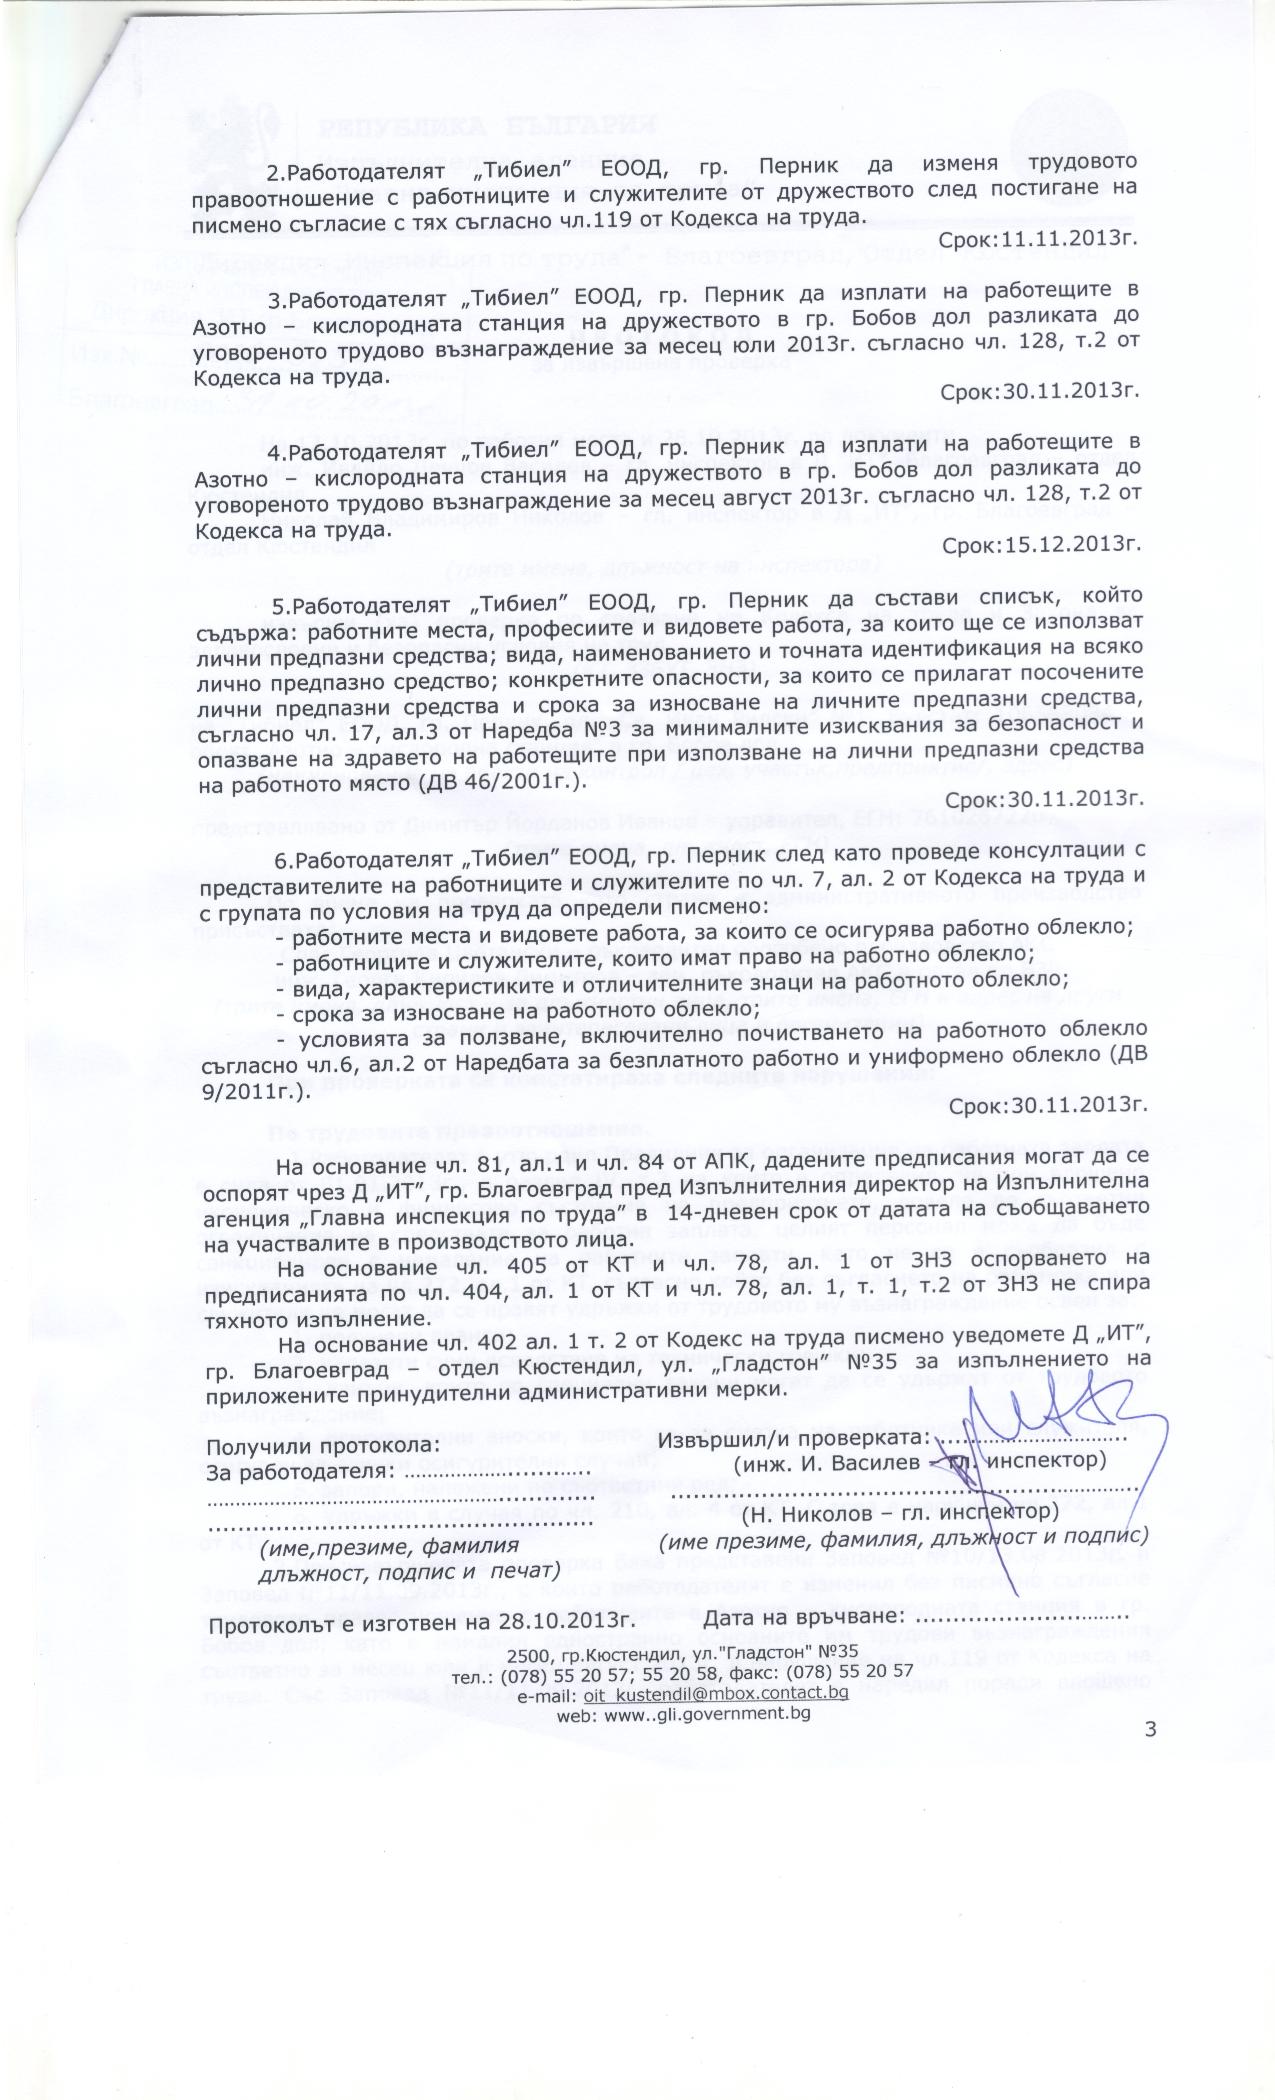 2.Работодателят „Тибиел” ЕООД, гр. Перник да изменя трудовото
правоотношение с работниците и служителите от дружеството след постигане на
писмено съгласие с тях съгласно чл.119 от Кодекса на труда.
Срок:11.11.2013г.
3.Работодателят „Тибиел” ЕООД, гр. Перник да изплати на работещите в
Азотно – кислородната станция на дружеството в гр. Бобов дол разликата до
уговореното трудово възнаграждение за месец юли 2013г. съгласно чл. 128, т.2 от
Кодекса на труда.
Срок:30.11.2013г.
4.Работодателят „Тибиел” ЕООД, гр. Перник да изплати на работещите в
Азотно – кислородната станция на дружеството в гр. Бобов дол разликата до
уговореното трудово възнаграждение за месец август 2013г. съгласно чл. 128, т.2 от
Кодекса на труда.
Срок:15.12.2013г.
5.Работодателят „Тибиел” ЕООД, гр. Перник да състави списък, който
съдържа: работните места, професиите и видовете работа, за които ще се използват
лични предпазни средства; вида, наименованието и точната идентификация на всяко
лично предпазно средство; конкретните опасности, за които се прилагат посочените
лични предпазни средства и срока за износване на личните предпазни средства,
съгласно чл. 17, ал.3 от Наредба №3 за минималните изисквания за безопасност и
опазване на здравето на работещите при използване на лични предпазни средства
на работното място (ДВ 46/2001г.).
Срок:30.11.2013г.
6.Работодателят „Тибиел” ЕООД, гр. Перник след като проведе консултации с
представителите на работниците и служителите по чл. 7, ал. 2 от Кодекса на труда и
с групата по условия на труд да определи писмено:
- работните места и видовете работа, за които се осигурява работно облекло;
- работниците и служителите, които имат право на работно облекло;
- вида, характеристиките и отличителните знаци на работното облекло;
- срока за износване на работното облекло;
- условията за ползване, включително почистването на работното облекло
съгласно чл.6, ал.2 от Наредбата за безплатното работно и униформено облекло (ДВ
9/2011г.).
Срок:30.11.2013г.
На основание чл. 81, ал.1 и чл. 84 от АПК, дадените предписания могат да се
оспорят чрез Д „ИТ”, гр. Благоевград пред Изпълнителния директор на Изпълнителна
агенция „Главна инспекция по труда” в 14-дневен срок от датата на съобщаването
на участвалите в производството лица.
На основание чл. 405 от КТ и чл. 78, ал. 1 от ЗНЗ оспорването на
предписанията по чл. 404, ал. 1 от КТ и чл. 78, ал. 1, т. 1, т.2 от ЗНЗ не спира
тяхното изпълнение.
На основание чл. 402 ал. 1 т. 2 от Кодекс на труда писмено уведомете Д „ИТ”,
гр. Благоевград – отдел Кюстендил, ул. „Гладстон” №35 за изпълнението на
приложените принудителни административни мерки.
Получили протокола:
За работодателя: ............................
(име,презиме, фамилия
длъжност, подпис и печат)
Извършил/и проверката:............................
(инж. И. Василев – гл. инспектор)
(Н. Николов – гл. инспектор)
(име презиме, фамилия, длъжност и подпис)
Протоколът е изготвен на 28.10.2013г.
Дата на връчване: ...............................
2500, гр.Кюстендил, ул."Гладстон" №35
тел.: (078) 55 20 57; 55 20 58, факс: (078) 55 20 57
e-mail: oit_kustendil@mbox.contact.bg
web: www..gli.government.bg
3